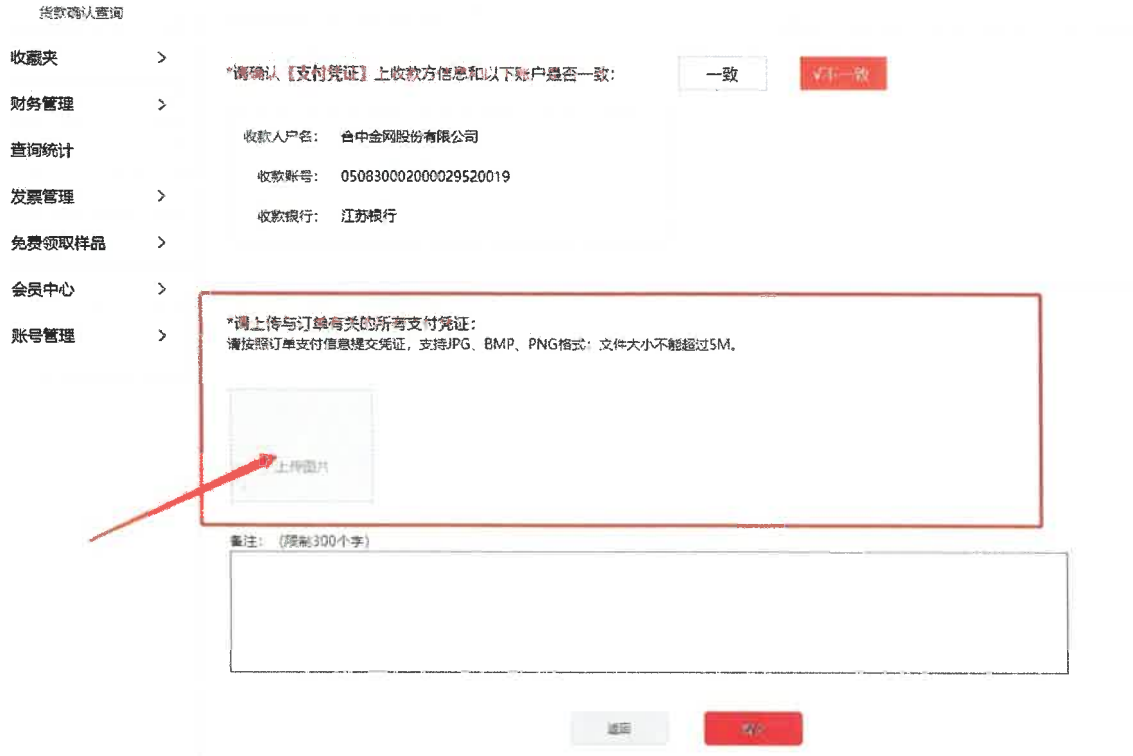 货款确认查询
收藏夹
财务管理
查询统计
发票管理
免费领取样品
会员中心
账号管理
*请确认【支付凭证】上收款方信息和以下账户是否一致：
一致
√不一致
收款人户名： 合中金网股份有限公司
收款账号： 050830002000029520019
收款银行： 江苏银行
*请上传与订单有关的所有支付凭证：
请按照订单支付信息提交凭证，支持JPG、BMP、PNG格式；文件大小不能超过5M。
上传图片
备注： （限制300个字）
返回